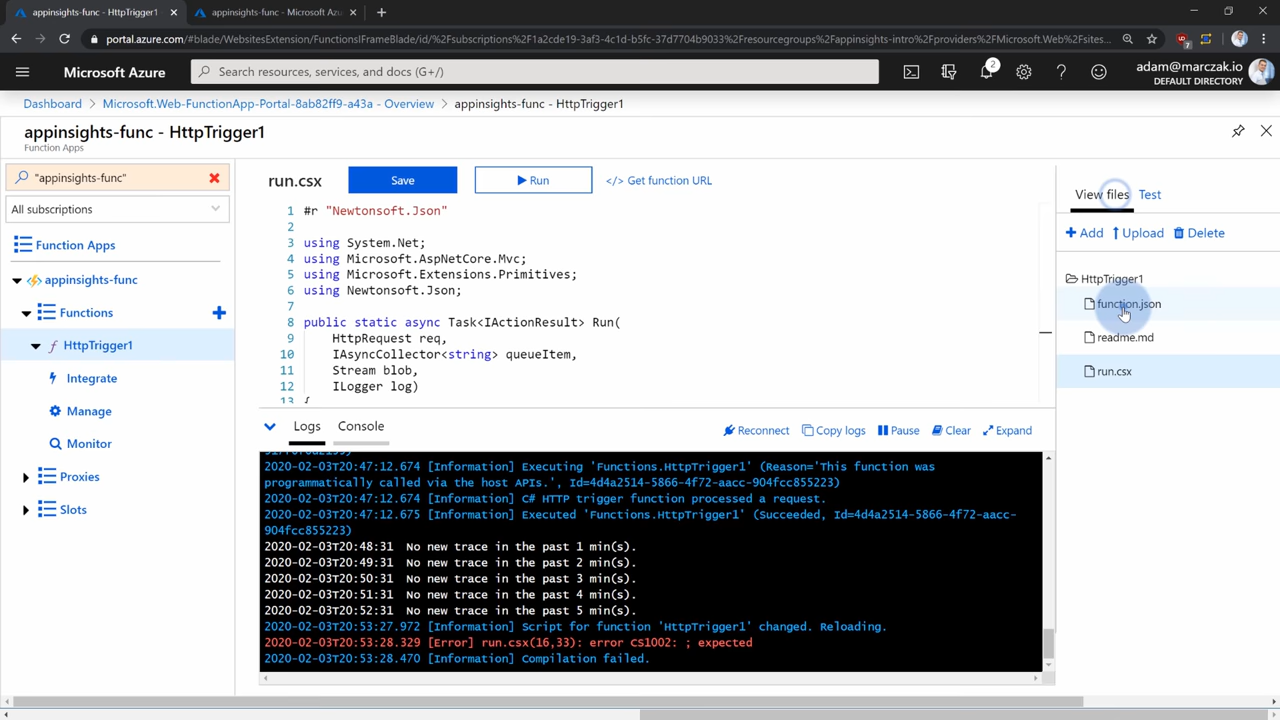 appinsights-func - HttpTrigger1
appinsights-func - Microsoft Azu
portal.azure.com/#blade/WebsitesExtension/FunctionsIFrameBlade/id/%2Fsubscriptions%2F1a2cde19-3af3-4c1d-b5fc-37d7704b9033%2Fresourcegroups%2Fappinsights-intro%2Fproviders%2FMicrosoft.Web%2Fsites...
Microsoft Azure
Search resources, services, and docs (G+/)
2
adam@marczak.io
DEFAULT DIRECTORY
Dashboard > Microsoft.Web-FunctionApp-Portal-8ab82ff9-a43a - Overview > appinsights-func - HttpTrigger1
appinsights-func - HttpTrigger1
Function Apps
"appinsights-func"
All subscriptions
Function Apps
appinsights-func
Functions
HttpTrigger1
Integrate
Manage
Monitor
Proxies
Slots
run.csx
Save
Run
</> Get function URL
1 #r "Newtonsoft.Json"
2
3 using System.Net;
4 using Microsoft.AspNetCore.Mvc;
5 using Microsoft.Extensions.Primitives;
6 using Newtonsoft.Json;
7
8 public static async Task<IActionResult> Run(
9 HttpRequest req,
10 IAsyncCollector<string> queueItem,
11 Stream blob,
12 ILogger log)
13 {
Logs
Console
Reconnect
Copy logs
Pause
Clear
Expand
2020-02-03T20:47:12.674 [Information] Executing 'Functions.HttpTrigger1' (Reason='This function was
programmatically called via the host APIs.', Id=4d4a2514-5866-4f72-aacc-904fcc855223)
2020-02-03T20:47:12.674 [Information] C# HTTP trigger function processed a request.
2020-02-03T20:47:12.675 [Information] Executed 'Functions.HttpTrigger1' (Succeeded, Id=4d4a2514-5866-4f72-aacc-
904fcc855223)
2020-02-03T20:48:31 No new trace in the past 1 min(s).
2020-02-03T20:49:31 No new trace in the past 2 min(s).
2020-02-03T20:50:31 No new trace in the past 3 min(s).
2020-02-03T20:51:31 No new trace in the past 4 min(s).
2020-02-03T20:52:31 No new trace in the past 5 min(s).
2020-02-03T20:53:27.972 [Information] Script for function 'HttpTrigger1' changed. Reloading.
2020-02-03T20:53:28.329 [Error] run.csx(16,33): error CS1002: ; expected
2020-02-03T20:53:28.470 [Information] Compilation failed.
View files
Test
Add
Upload
Delete
HttpTrigger1
function.json
readme.md
run.csx